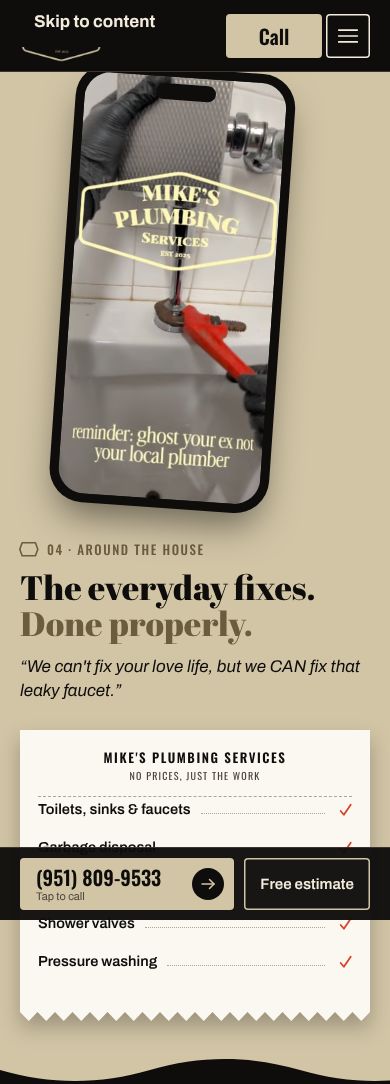 Skip to content
EST 2025
Call
MIKE'S
PLUMBING
SERVICES
EST 2025
reminder: ghost your ex not
your local plumber
04 · AROUND THE HOUSE
The everyday fixes.
Done properly.
“We can't fix your love life, but we CAN fix that
leaky faucet.”
MIKE'S PLUMBING SERVICES
NO PRICES, JUST THE WORK
Toilets, sinks & faucets
Garbage disposal
(951) 809-9533
Tap to call
Free estimate
Shower valves
Pressure washing